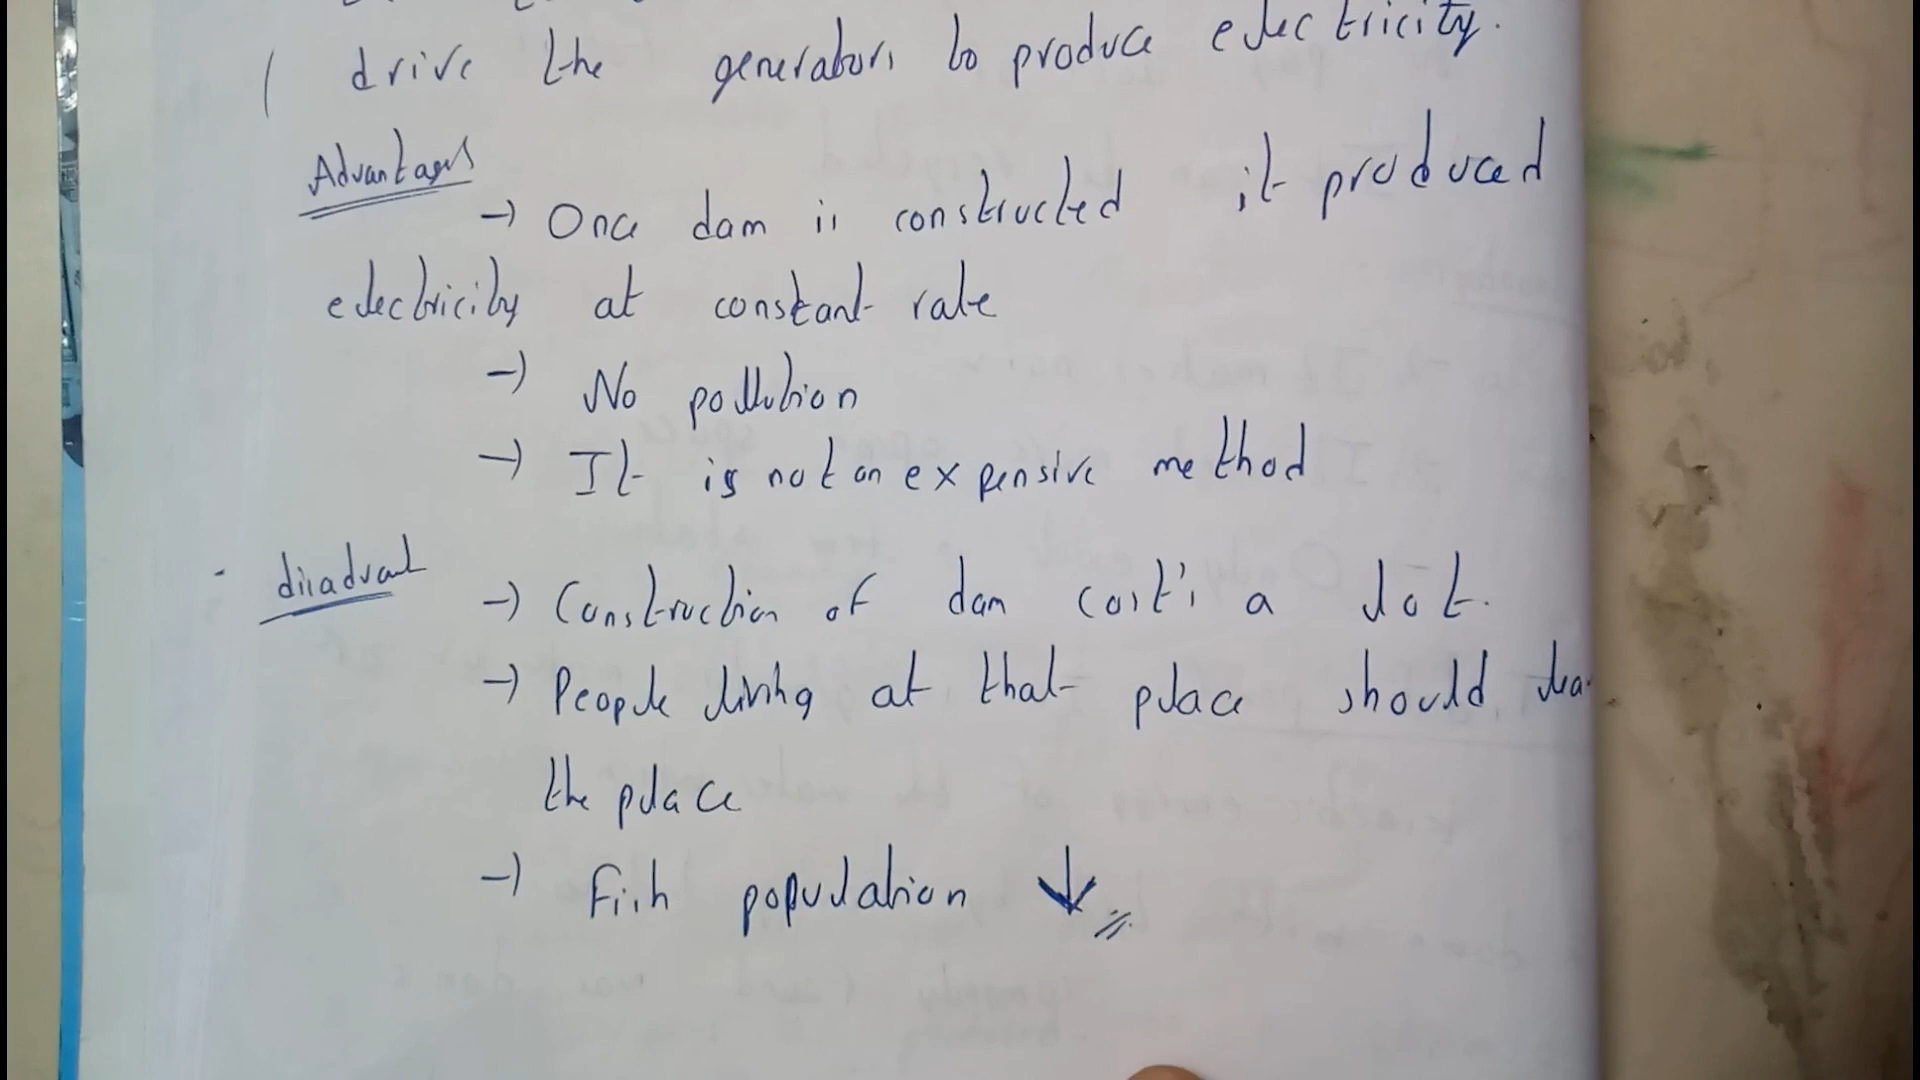 drive the generators to produce electricity.
Advantages
→ Once dam is constructed it produced
electricity at constant rate
→ No pollution
→ It is not an expensive method
disadvant
→ Construction of dam cost's a lot.
→ People living at that place should lea
the place
→ Fish population ↓